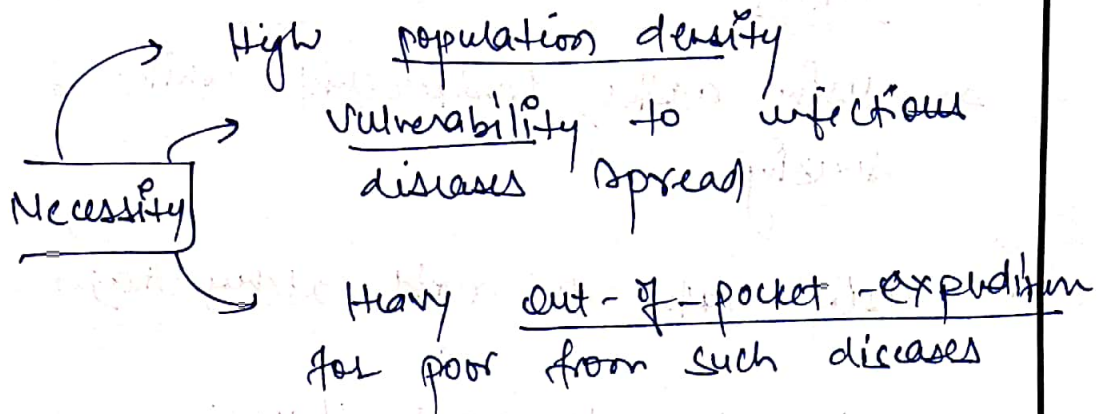 High population density
vulnerability to infectious
diseases spread
Necessity
Heavy out-of-pocket-expenditure
for poor from such diseases